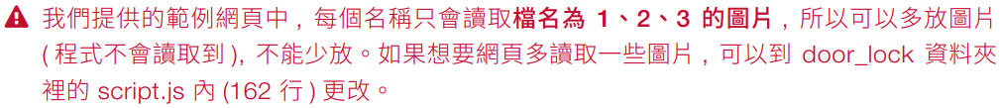 我們提供的範例網頁中，每個名稱只會讀取檔名為 1、2、3 的圖片，所以可以多放圖片
(程式不會讀取到)，不能少放。如果想要網頁多讀取一些圖片，可以到 door_lock 資料夾
裡的 script.js 內 (162 行) 更改。